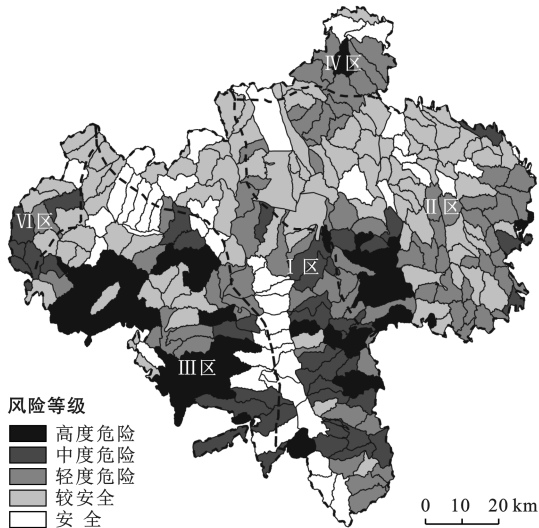 IV区
II区
VI区
I区
III区
风险等级
高度危险
中度危险
轻度危险
较安全
安 全
0 10 20 km